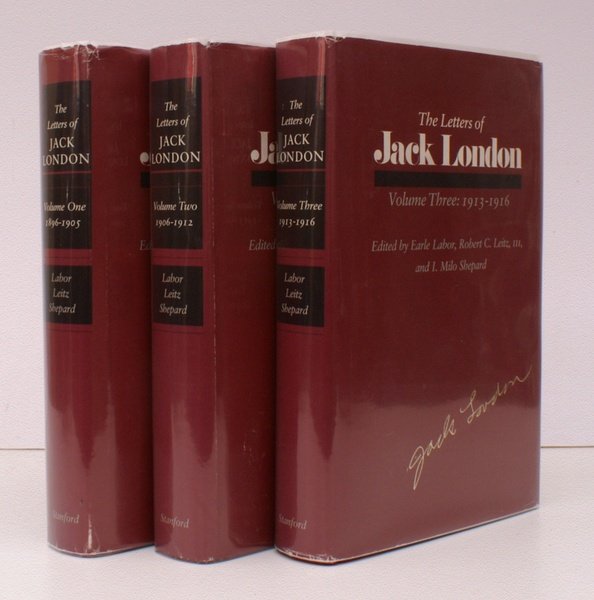 The
Letters of
JACK
LONDON
Volume One
1896-1905
Labor
Leitz
Shepard
Stanford
The
Letters of
JACK
LONDON
Volume Two
1906-1912
Labor
Leitz
Shepard
Stanford
The
Letters of
JACK
LONDON
Volume Three
1913-1916
Labor
Leitz
Shepard
Stanford
The Letters of
Jack London
Volume Three: 1913-1916
Edited by Earle Labor, Robert C. Leitz, III,
and I. Milo Shepard
Jack London